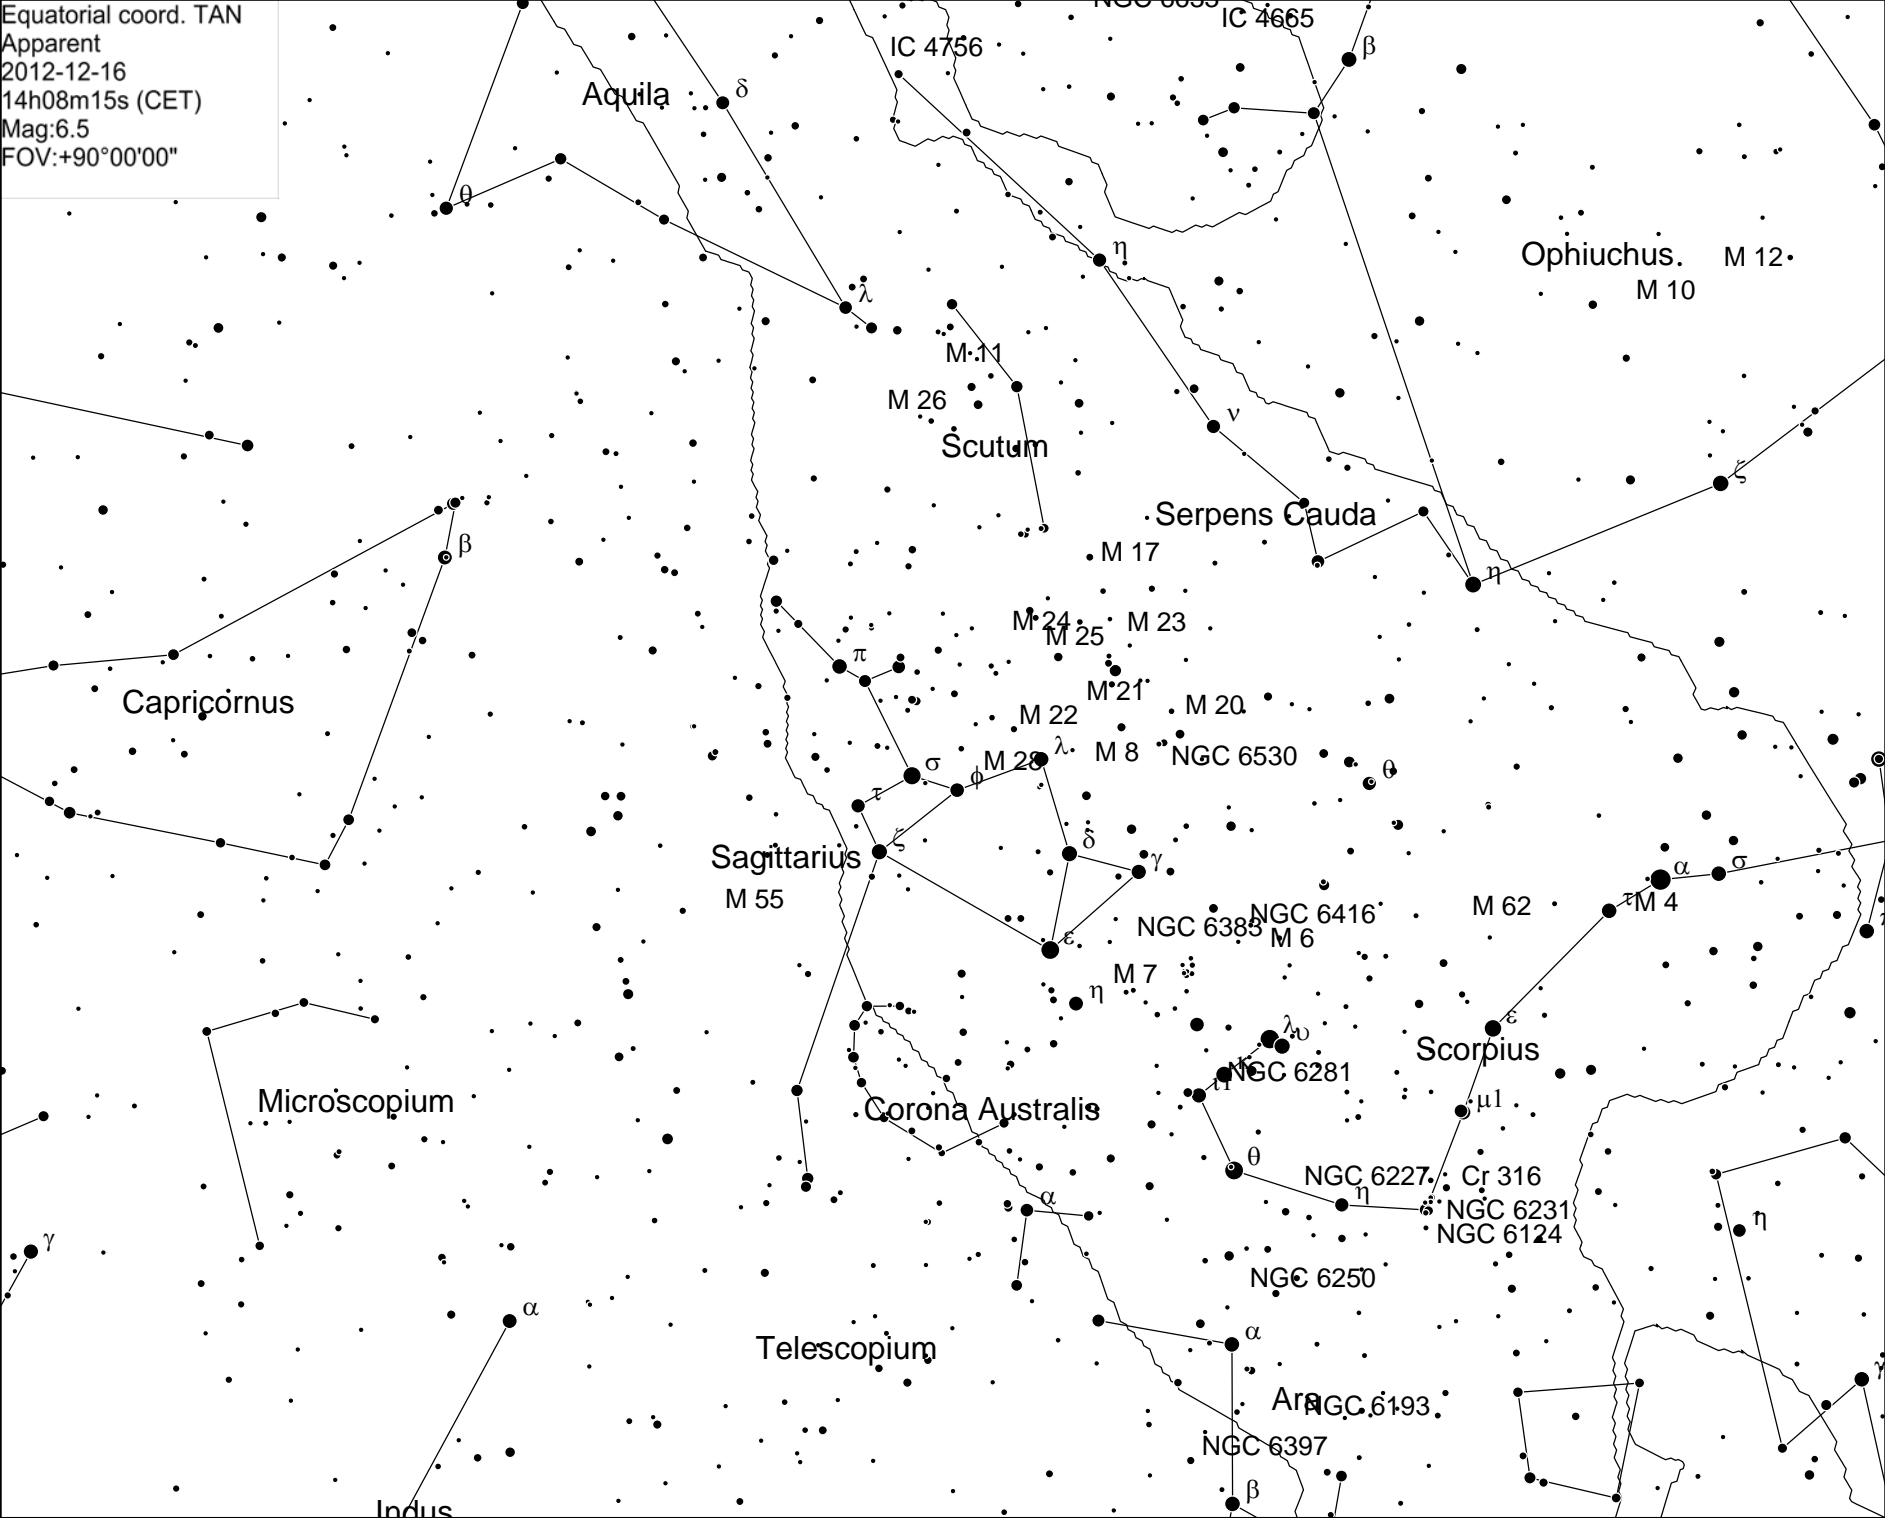 Equatorial coord. TAN
Apparent
2012-12-16
14h08m15s (CET)
Mag:6.5
FOV:+90°00'00"
IC 4665
IC 4756
β
Aquila
δ
θ
η
Ophiuchus.
M 12
M 10
λ
M 11
M 26
ν
Scutum
ζ
Serpens Cauda
β
M 17
η
M 24
M 25
M 23
π
M 21
Capricornus
M 20
M 22
λ
M 8
NGC 6530
M 28
σ
φ
θ
τ
ζ
δ
γ
Sagittarius
α
σ
M 55
τ
M 4
M 62
NGC 6416
NGC 6383
M 6
ε
M 7
η
ε
λ
υ
Scorpius
κ
NGC 6281
ι1
μ1
Microscopium
Corona Australis
θ
NGC 6227
Cr 316
η
α
NGC 6231
NGC 6124
η
γ
NGC 6250
α
α
Telescopium
γ
Ara
NGC 6193
NGC 6397
β
Indus